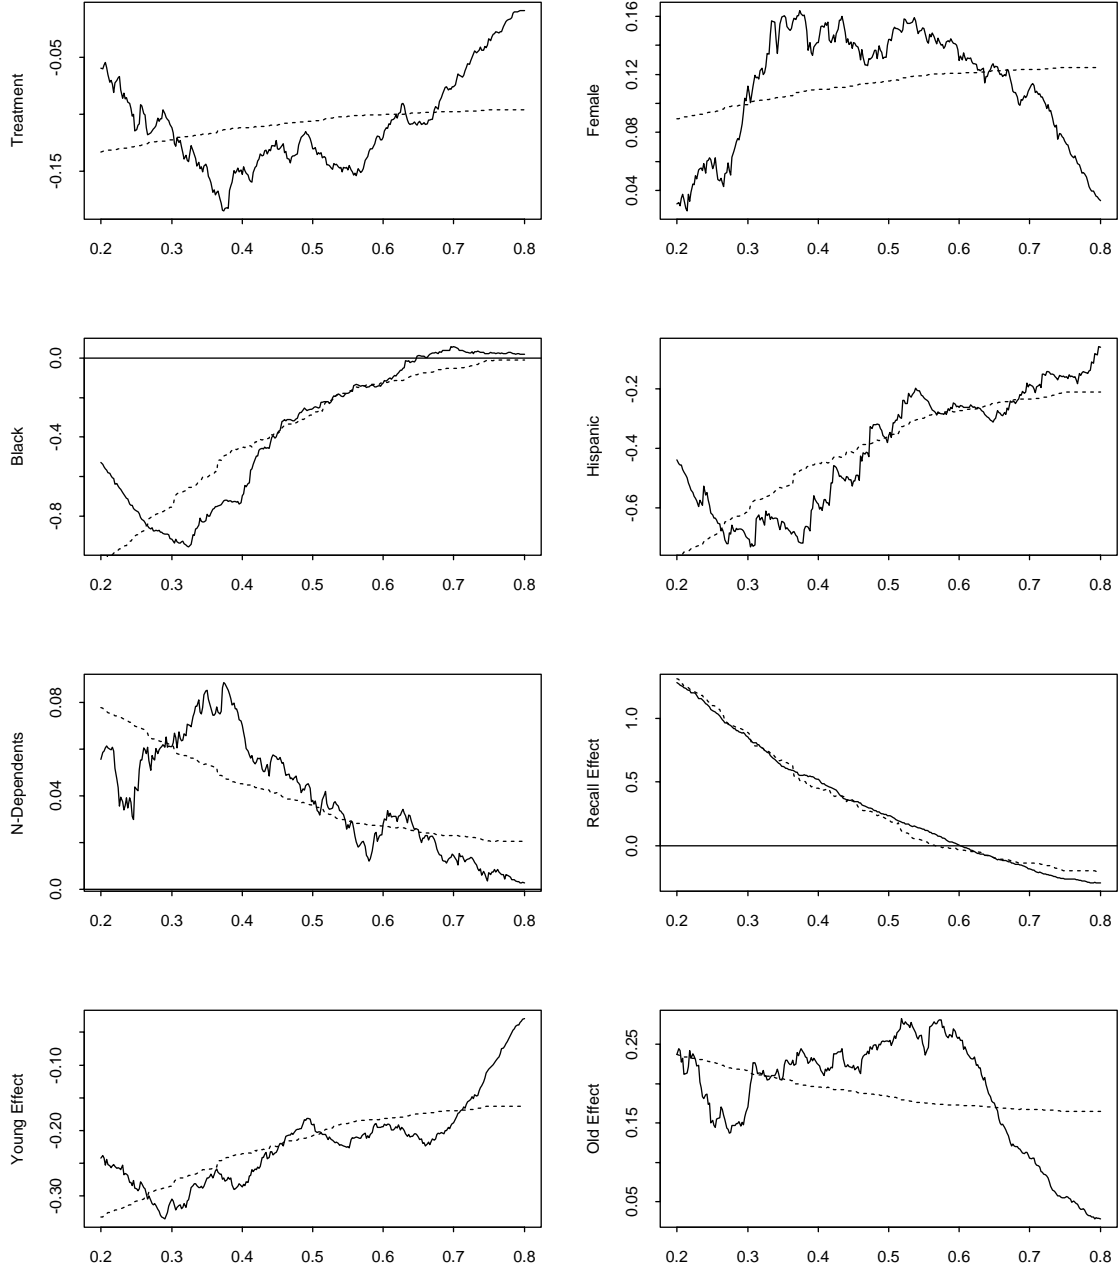 Treatment
-0.15 -0.05
0.2 0.3 0.4 0.5 0.6 0.7 0.8
Female
0.04 0.08 0.12 0.16
0.2 0.3 0.4 0.5 0.6 0.7 0.8
Black
-0.8 -0.4 0.0
0.2 0.3 0.4 0.5 0.6 0.7 0.8
Hispanic
-0.6 -0.4 -0.2
0.2 0.3 0.4 0.5 0.6 0.7 0.8
N-Dependents
0.0 0.04 0.08
0.2 0.3 0.4 0.5 0.6 0.7 0.8
Recall Effect
0.0 0.5 1.0
0.2 0.3 0.4 0.5 0.6 0.7 0.8
Young Effect
-0.30 -0.20 -0.10
0.2 0.3 0.4 0.5 0.6 0.7 0.8
Old Effect
0.05 0.15 0.25
0.2 0.3 0.4 0.5 0.6 0.7 0.8